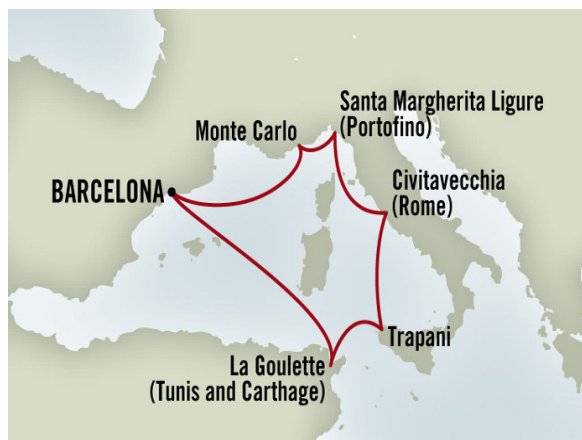 Santa Margherita Ligure
(Portofino)
Monte Carlo
BARCELONA
Civitavecchia
(Rome)
Trapani
La Goulette
(Tunis and Carthage)